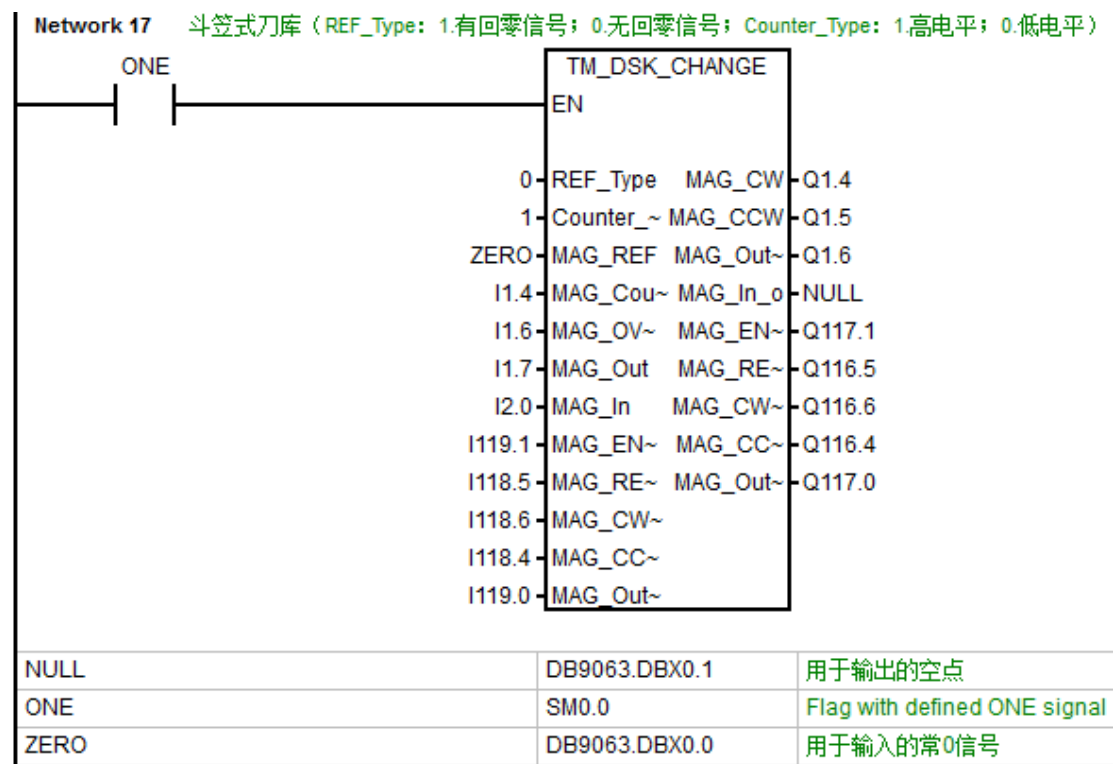 Network 17 斗笠式刀库（REF_Type：1.有回零信号；0.无回零信号；Counter_Type：1.高电平；0.低电平）
ONE
TM_DSK_CHANGE
EN
0 REF_Type MAG_CW Q1.4
1 Counter_~ MAG_CCW Q1.5
ZERO MAG_REF MAG_Out~ Q1.6
I1.4 MAG_Cou~ MAG_In_o NULL
I1.6 MAG_OV~ MAG_EN~ Q117.1
I1.7 MAG_Out MAG_RE~ Q116.5
I2.0 MAG_In MAG_CW~ Q116.6
I119.1 MAG_EN~ MAG_CC~ Q116.4
I118.5 MAG_RE~ MAG_Out~ Q117.0
I118.6 MAG_CW~
I118.4 MAG_CC~
I119.0 MAG_Out~
NULL DB9063.DBX0.1 用于输出的空点
ONE SM0.0 Flag with defined ONE signal
ZERO DB9063.DBX0.0 用于输入的常0信号